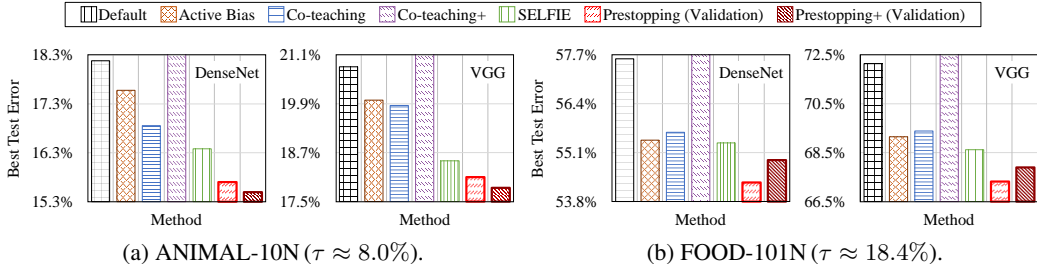 Default Active Bias Co-teaching Co-teaching+ SELFIE Prestopping (Validation) Prestopping+ (Validation)
Best Test Error
18.3%
17.3%
16.3%
15.3%
DenseNet
Method
21.1%
19.9%
18.7%
17.5%
VGG
Method
(a) ANIMAL-10N (τ ≈ 8.0%).
Best Test Error
57.7%
56.4%
55.1%
53.8%
DenseNet
Method
72.5%
70.5%
68.5%
66.5%
VGG
Method
(b) FOOD-101N (τ ≈ 18.4%).